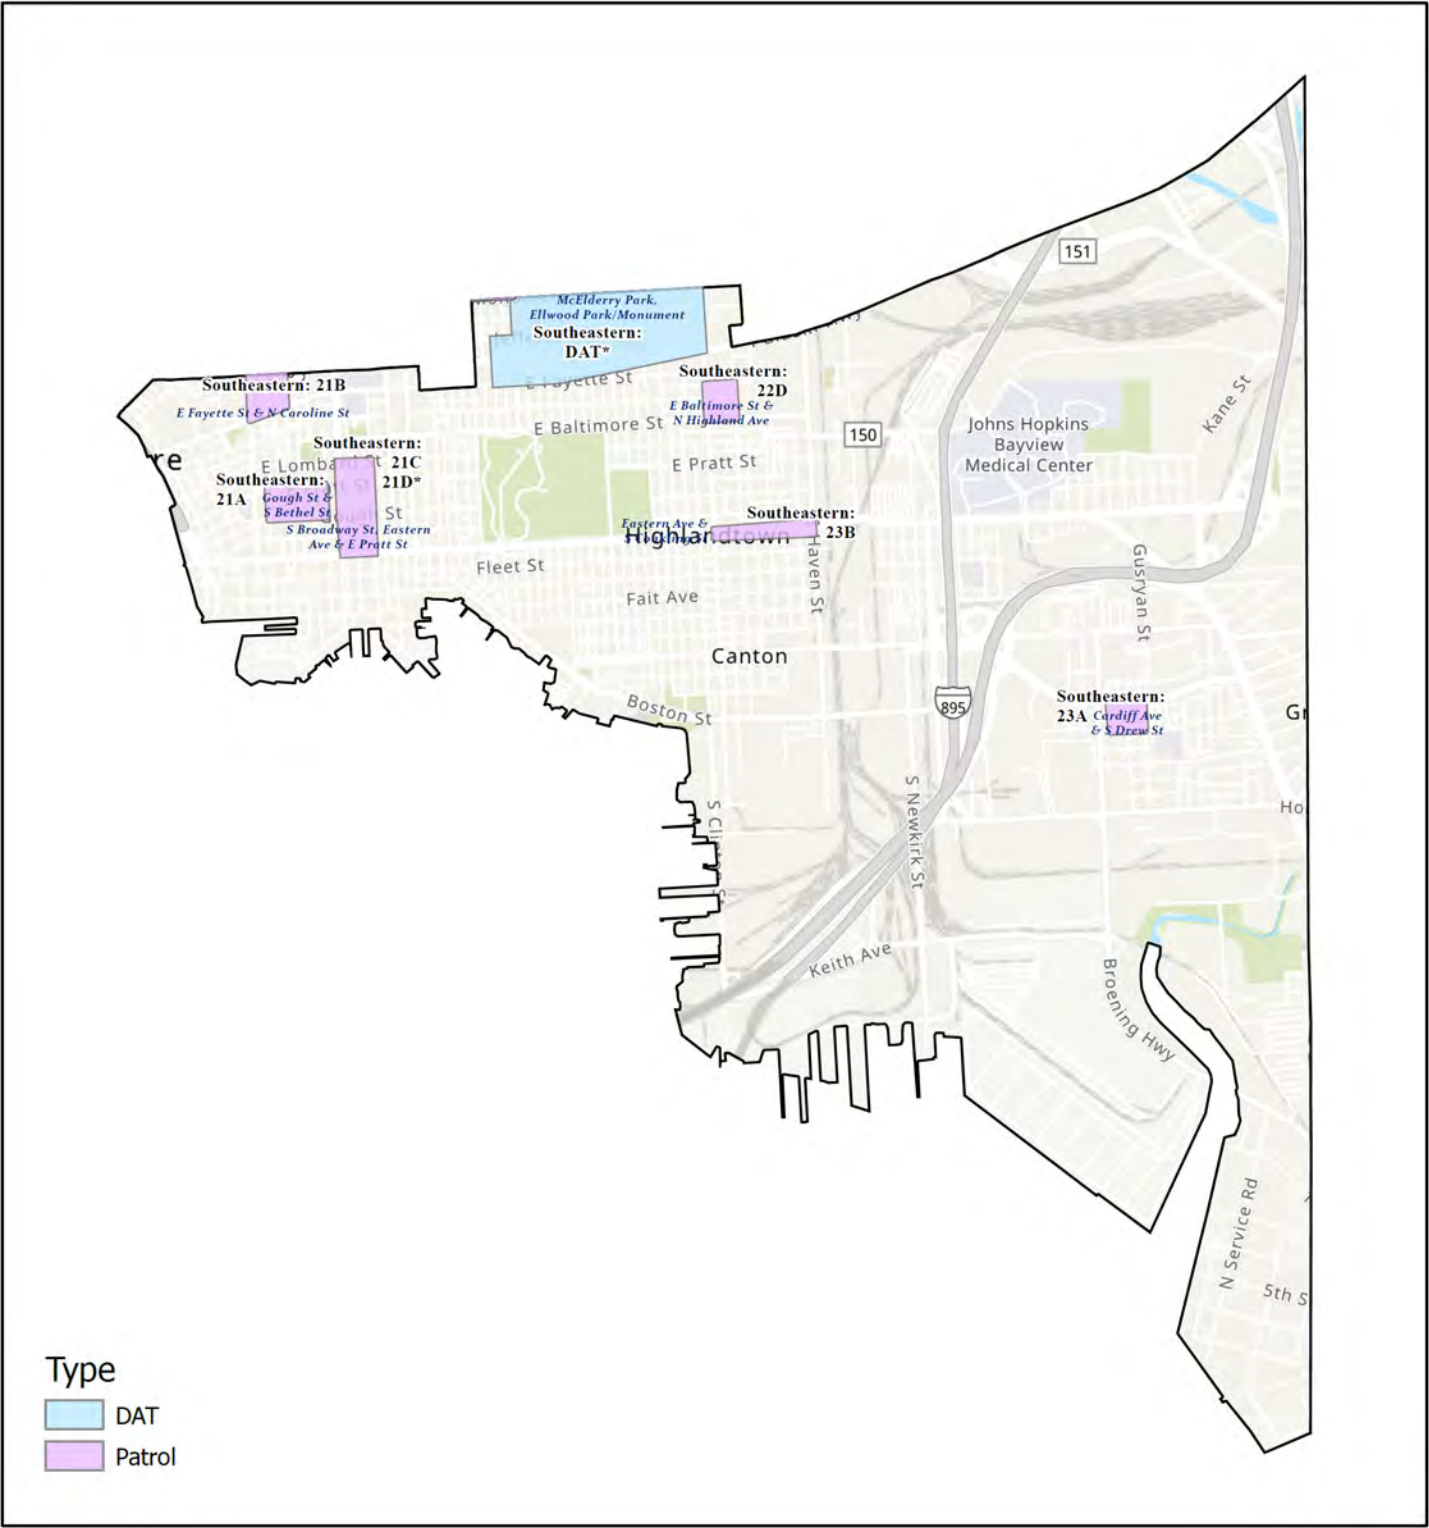 151
McElderry Park,
Ellwood Park/Monument
Southeastern:
DAT*
E Fayette St
Southeastern: 21B
E Fayette St & N Caroline St
Southeastern:
22D
E Baltimore St &
N Highland Ave
E Baltimore St
150
Kane St
Johns Hopkins
Bayview
Medical Center
Southeastern:
21C
21D*
E Lombard St
re
E Pratt St
Southeastern:
21A
Gough St &
S Bethel St
S Broadway St, Eastern
Ave & E Pratt St
Southeastern:
23B
Eastern Ave &
Highlandtown
Haven St
Fleet St
Fait Ave
Gusryan St
Canton
Boston St
895
Southeastern:
23A
Cardiff Ave
& S Drew St
Gr
Ho
S Newkirk St
Keith Ave
Broening Hwy
N Service Rd
5th S
Type
DAT
Patrol